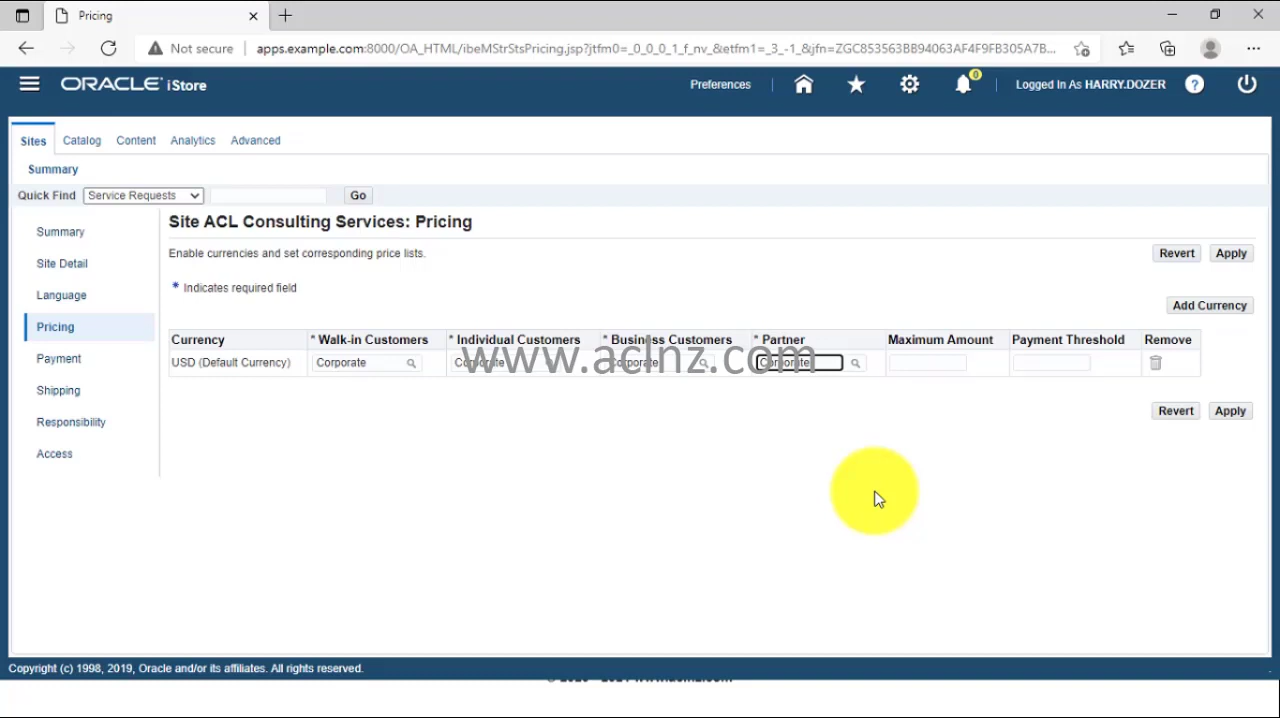 Pricing
Not secure
apps.example.com:8000/OA_HTML/ibeMStrStsPricing.jsp?jtfm0=_0_0_0_1_f_nv_&etfm1=_3_-1_&jfn=ZGC853563BB94063AF4F9FB305A7B...
ORACLE iStore
Preferences
0
Logged In As HARRY.DOZER
?
Sites Catalog Content Analytics Advanced
Summary
Quick Find Service Requests Go
Summary
Site Detail
Language
Pricing
Payment
Shipping
Responsibility
Access
Site ACL Consulting Services: Pricing
Enable currencies and set corresponding price lists.
Revert Apply
* Indicates required field
Add Currency
Currency * Walk-in Customers * Individual Customers * Business Customers * Partner Maximum Amount Payment Threshold Remove
USD (Default Currency) Corporate Corporate Corporate Corporate
www.aclnz.com
Revert Apply
Copyright (c) 1998, 2019, Oracle and/or its affiliates. All rights reserved.